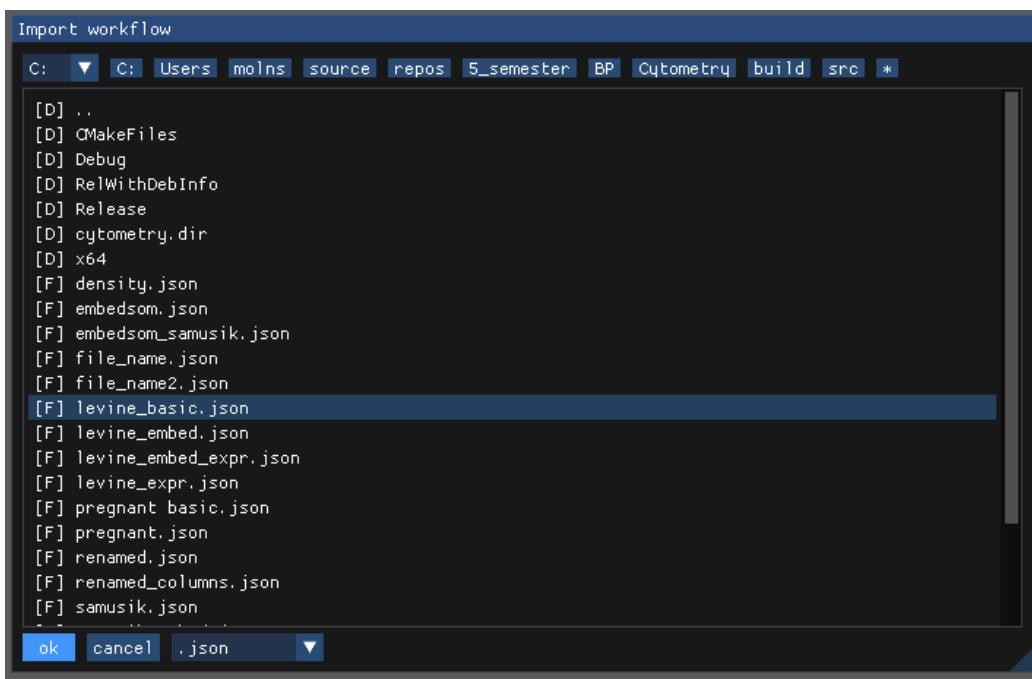 Import workflow
C: C: Users molns source repos 5_semester BP Cytometry build src *
[D] ..
[D] CMakeFiles
[D] Debug
[D] RelWithDebInfo
[D] Release
[D] cytometry.dir
[D] x64
[F] density.json
[F] embedsom.json
[F] embedsom_samusik.json
[F] file_name.json
[F] file_name2.json
[F] levine_basic.json
[F] levine_embed.json
[F] levine_embed_expr.json
[F] levine_expr.json
[F] pregnant basic.json
[F] pregnant.json
[F] renamed.json
[F] renamed_columns.json
[F] samusik.json
ok cancel .json